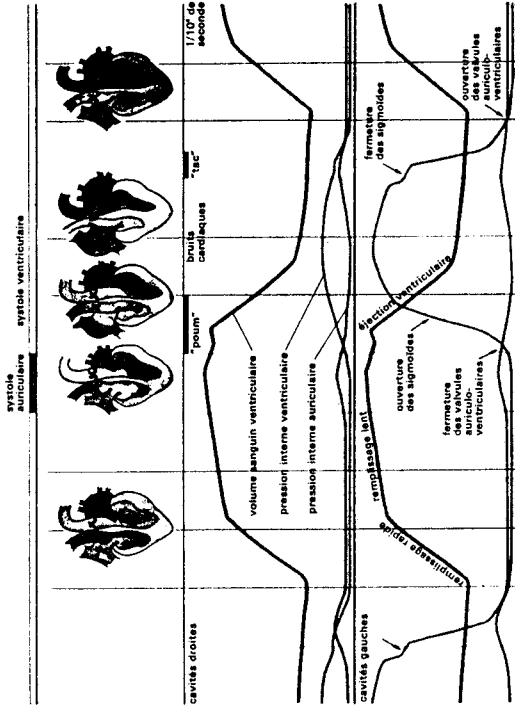 systole
auriculaire
systole ventriculaire
1/10e de
seconde
"poum"
bruits
cardiaques
"tac"
cavités droites
volume sanguin ventriculaire
pression interne ventriculaire
pression interne auriculaire
cavités gauches
remplissage rapide
remplissage lent
éjection ventriculaire
ouverture
des sigmoïdes
fermeture
des valvules
auriculo-
ventriculaires
fermeture
des sigmoïdes
ouverture
des valvules
auriculo-
ventriculaires